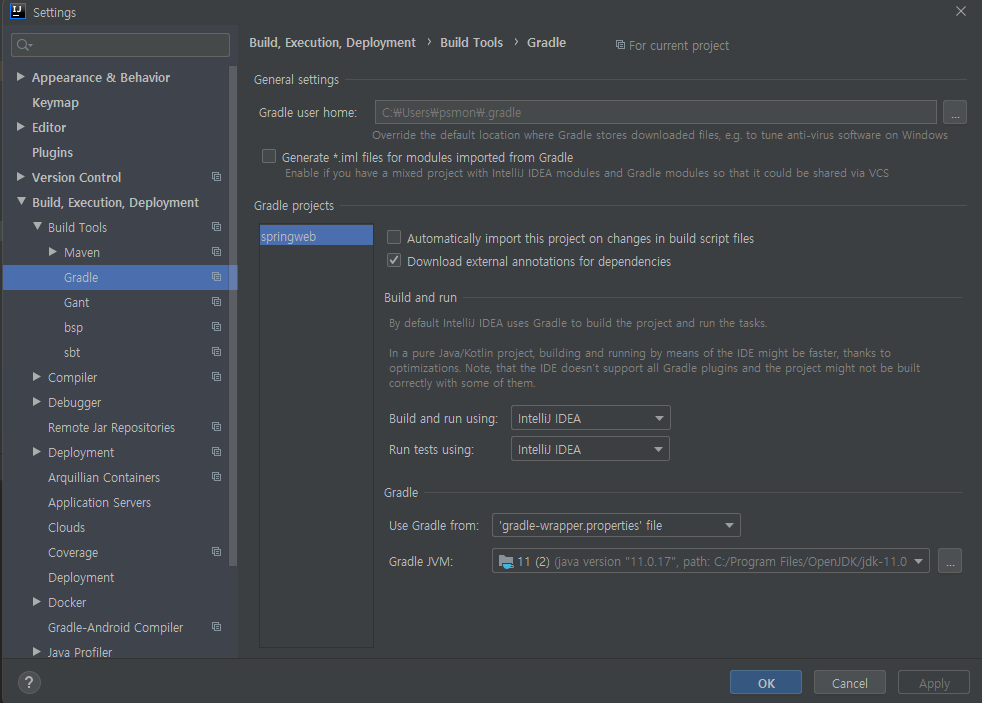 Settings
Build, Execution, Deployment › Build Tools › Gradle
For current project
Appearance & Behavior
Keymap
Editor
Plugins
Version Control
Build, Execution, Deployment
Build Tools
Maven
Gradle
Gant
bsp
sbt
Compiler
Debugger
Remote Jar Repositories
Deployment
Arquillian Containers
Application Servers
Clouds
Coverage
Deployment
Docker
Gradle-Android Compiler
Java Profiler
General settings
Gradle user home: C:₩Users₩psmon₩.gradle ...
Override the default location where Gradle stores downloaded files, e.g. to tune anti-virus software on Windows
Generate *.iml files for modules imported from Gradle
Enable if you have a mixed project with IntelliJ IDEA modules and Gradle modules so that it could be shared via VCS
Gradle projects
springweb
Automatically import this project on changes in build script files
Download external annotations for dependencies
Build and run
By default IntelliJ IDEA uses Gradle to build the project and run the tasks.
In a pure Java/Kotlin project, building and running by means of the IDE might be faster, thanks to
optimizations. Note, that the IDE doesn't support all Gradle plugins and the project might not be built
correctly with some of them.
Build and run using: IntelliJ IDEA
Run tests using: IntelliJ IDEA
Gradle
Use Gradle from: 'gradle-wrapper.properties' file
Gradle JVM: 11 (2) (java version "11.0.17", path: C:/Program Files/OpenJDK/jdk-11.0 ...
? OK Cancel Apply